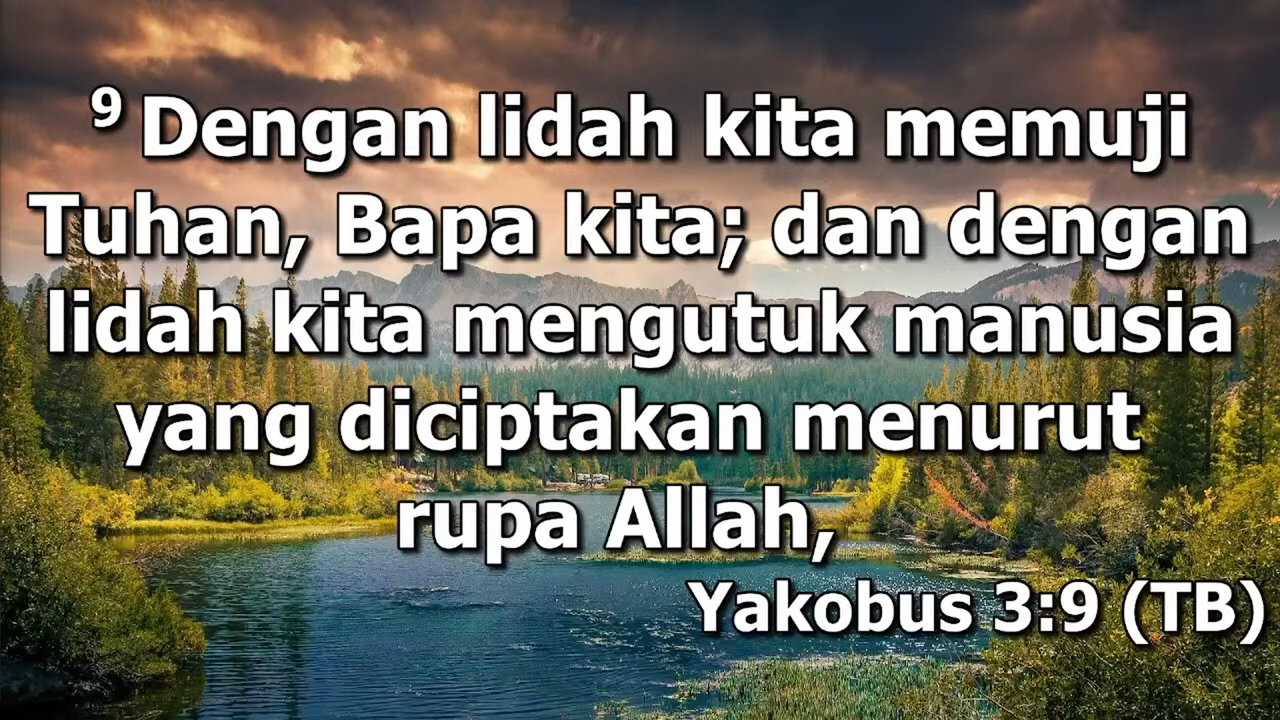 9 Dengan lidah kita memuji
Tuhan, Bapa kita; dan dengan
lidah kita mengutuk manusia
yang diciptakan menurut
rupa Allah,
Yakobus 3:9 (TB)